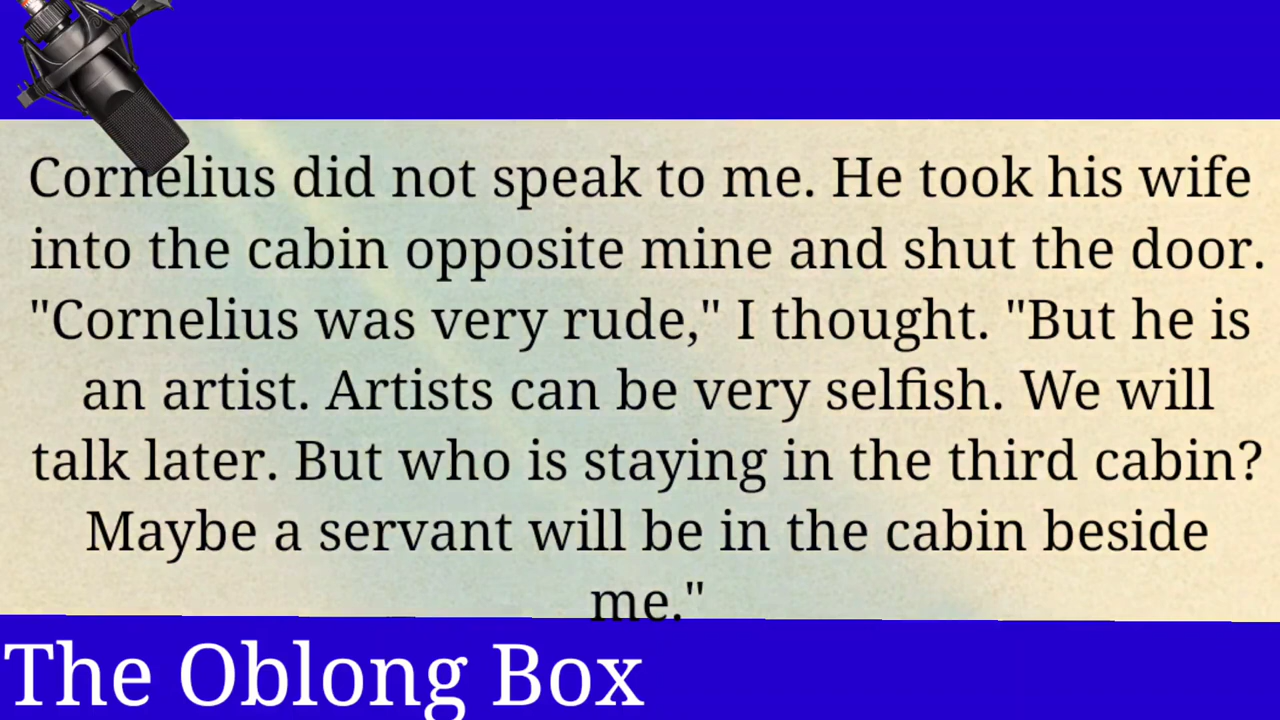 Cornelius did not speak to me. He took his wife
into the cabin opposite mine and shut the door.
"Cornelius was very rude," I thought. "But he is
an artist. Artists can be very selfish. We will
talk later. But who is staying in the third cabin?
Maybe a servant will be in the cabin beside
me."
The Oblong Box